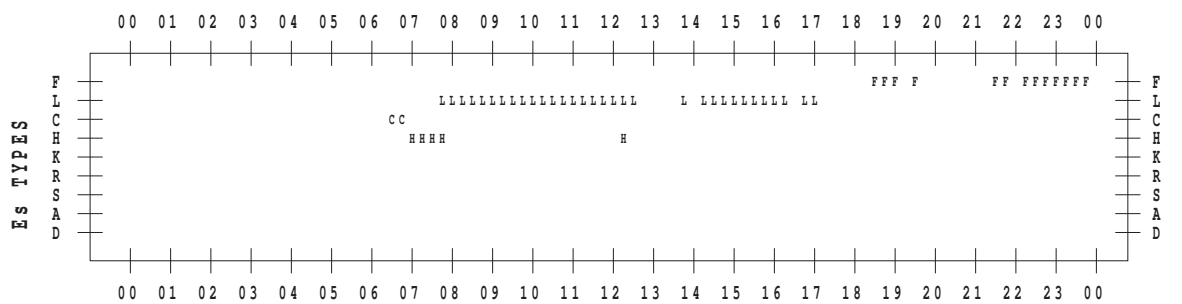 00 01 02 03 04 05 06 07 08 09 10 11 12 13 14 15 16 17 18 19 20 21 22 23 00
F FFF F FF FFFFFFF F
L LLLLLLLLLLLLLLLLLLLL L LLLLLLLLL LL L
C CC C
H HHHH H H
K K
R R
S S
A A
D D
Es TYPES
00 01 02 03 04 05 06 07 08 09 10 11 12 13 14 15 16 17 18 19 20 21 22 23 00